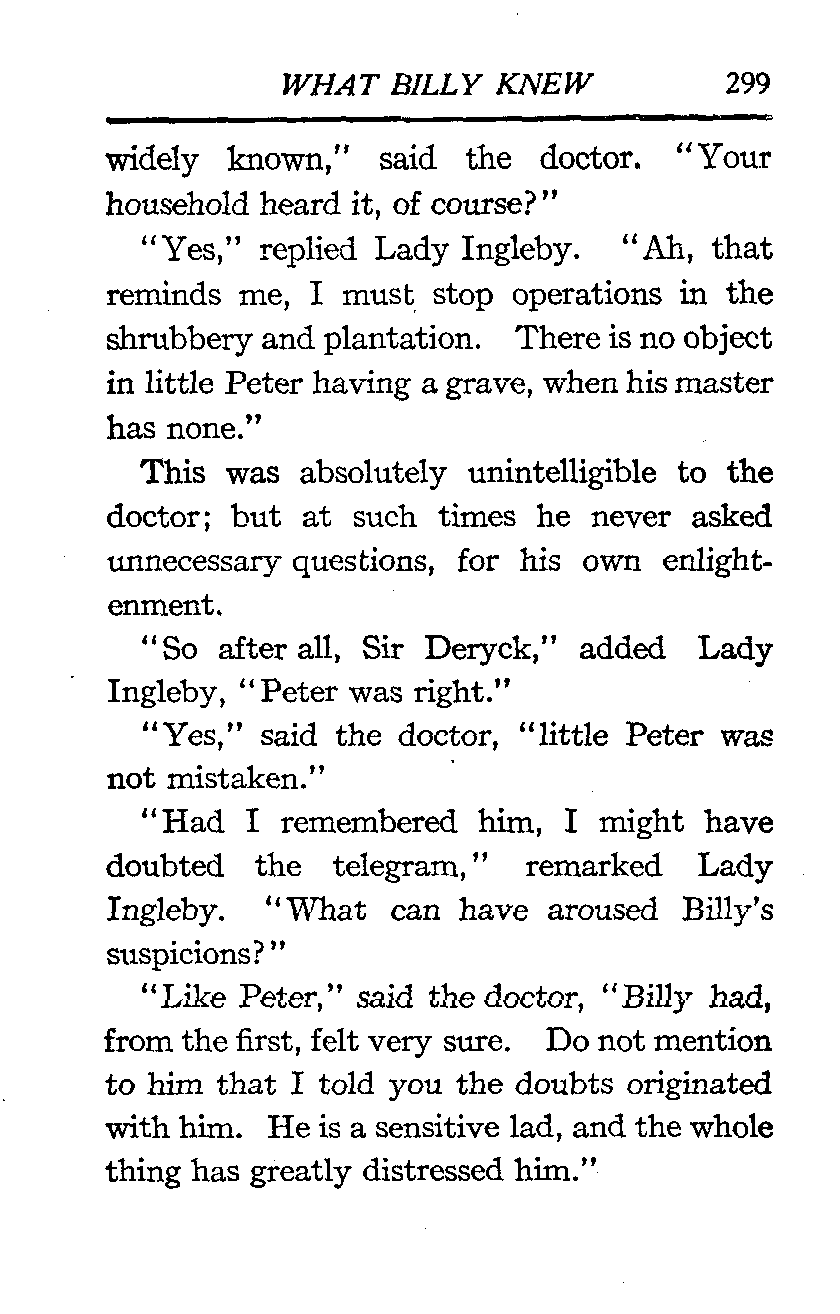 WHAT BILLY KNEW 299
widely known," said the doctor. "Your
household heard it, of course?"
"Yes," replied Lady Ingleby. "Ah, that
reminds me, I must stop operations in the
shrubbery and plantation. There is no object
in little Peter having a grave, when his master
has none."
This was absolutely unintelligible to the
doctor; but at such times he never asked
unnecessary questions, for his own enlight-
enment.
"So after all, Sir Deryck," added Lady
Ingleby, "Peter was right."
"Yes," said the doctor, "little Peter was
not mistaken."
"Had I remembered him, I might have
doubted the telegram," remarked Lady
Ingleby. "What can have aroused Billy's
suspicions?"
"Like Peter," said the doctor, "Billy had,
from the first, felt very sure. Do not mention
to him that I told you the doubts originated
with him. He is a sensitive lad, and the whole
thing has greatly distressed him."